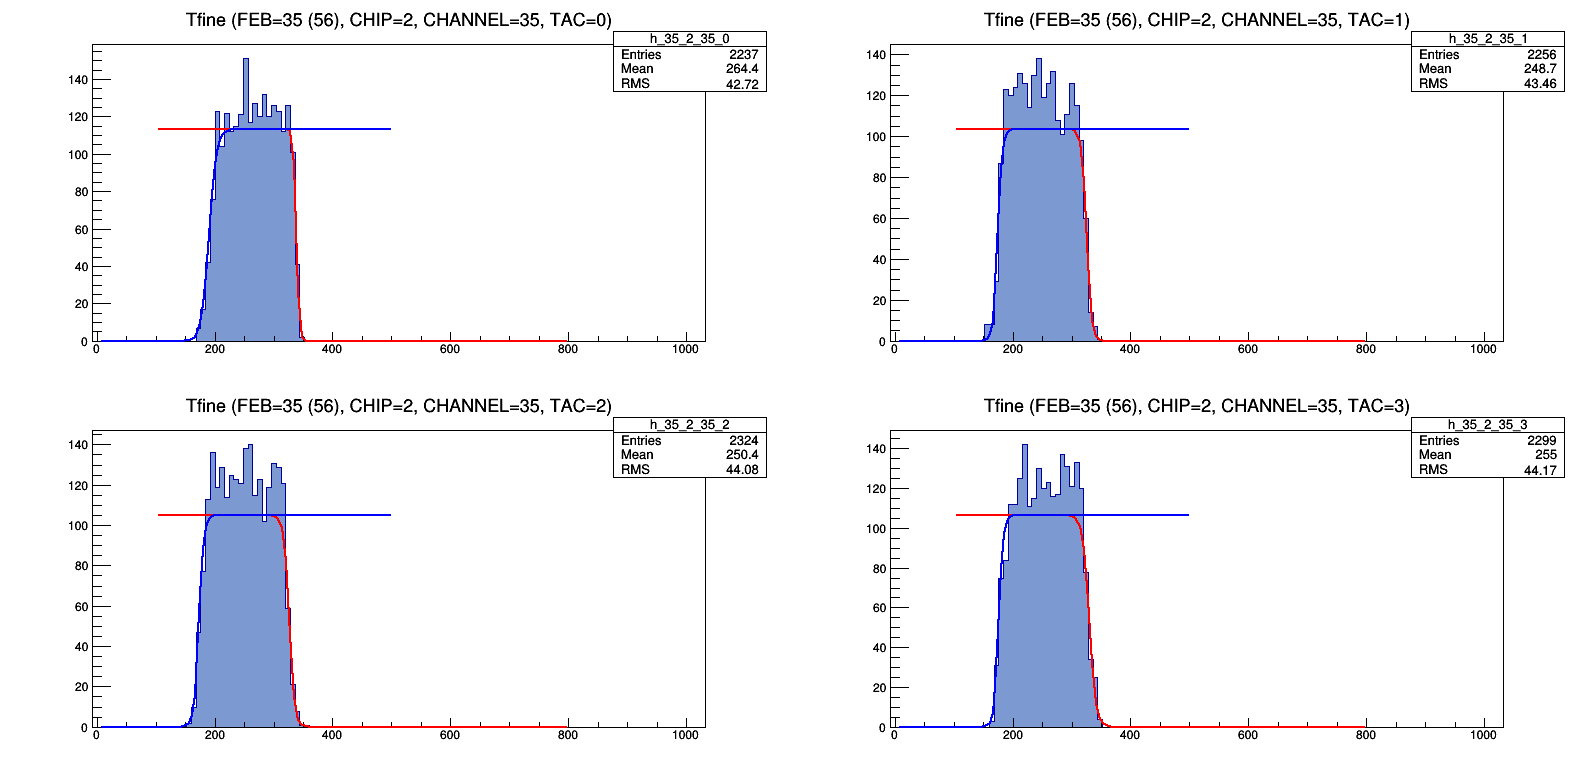 Tfine (FEB=35 (56), CHIP=2, CHANNEL=35, TAC=0)
h_35_2_35_0
Entries 2237
Mean 264.4
RMS 42.72
140
120
100
80
60
40
20
0
0 200 400 600 800 1000
Tfine (FEB=35 (56), CHIP=2, CHANNEL=35, TAC=1)
h_35_2_35_1
Entries 2256
Mean 248.7
RMS 43.46
140
120
100
80
60
40
20
0
0 200 400 600 800 1000
Tfine (FEB=35 (56), CHIP=2, CHANNEL=35, TAC=2)
h_35_2_35_2
Entries 2324
Mean 250.4
RMS 44.08
140
120
100
80
60
40
20
0
0 200 400 600 800 1000
Tfine (FEB=35 (56), CHIP=2, CHANNEL=35, TAC=3)
h_35_2_35_3
Entries 2299
Mean 255
RMS 44.17
140
120
100
80
60
40
20
0
0 200 400 600 800 1000